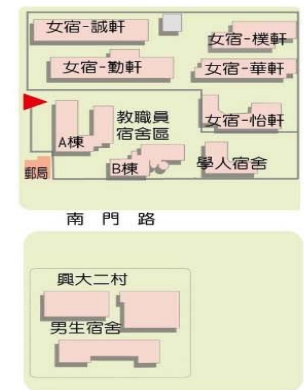 女宿-誠軒
女宿-樸軒
女宿-勤軒
女宿-華軒
教職員
宿舍區
女宿-怡軒
A棟
郵局
B棟
學人宿舍
南門路
興大二村
男生宿舍